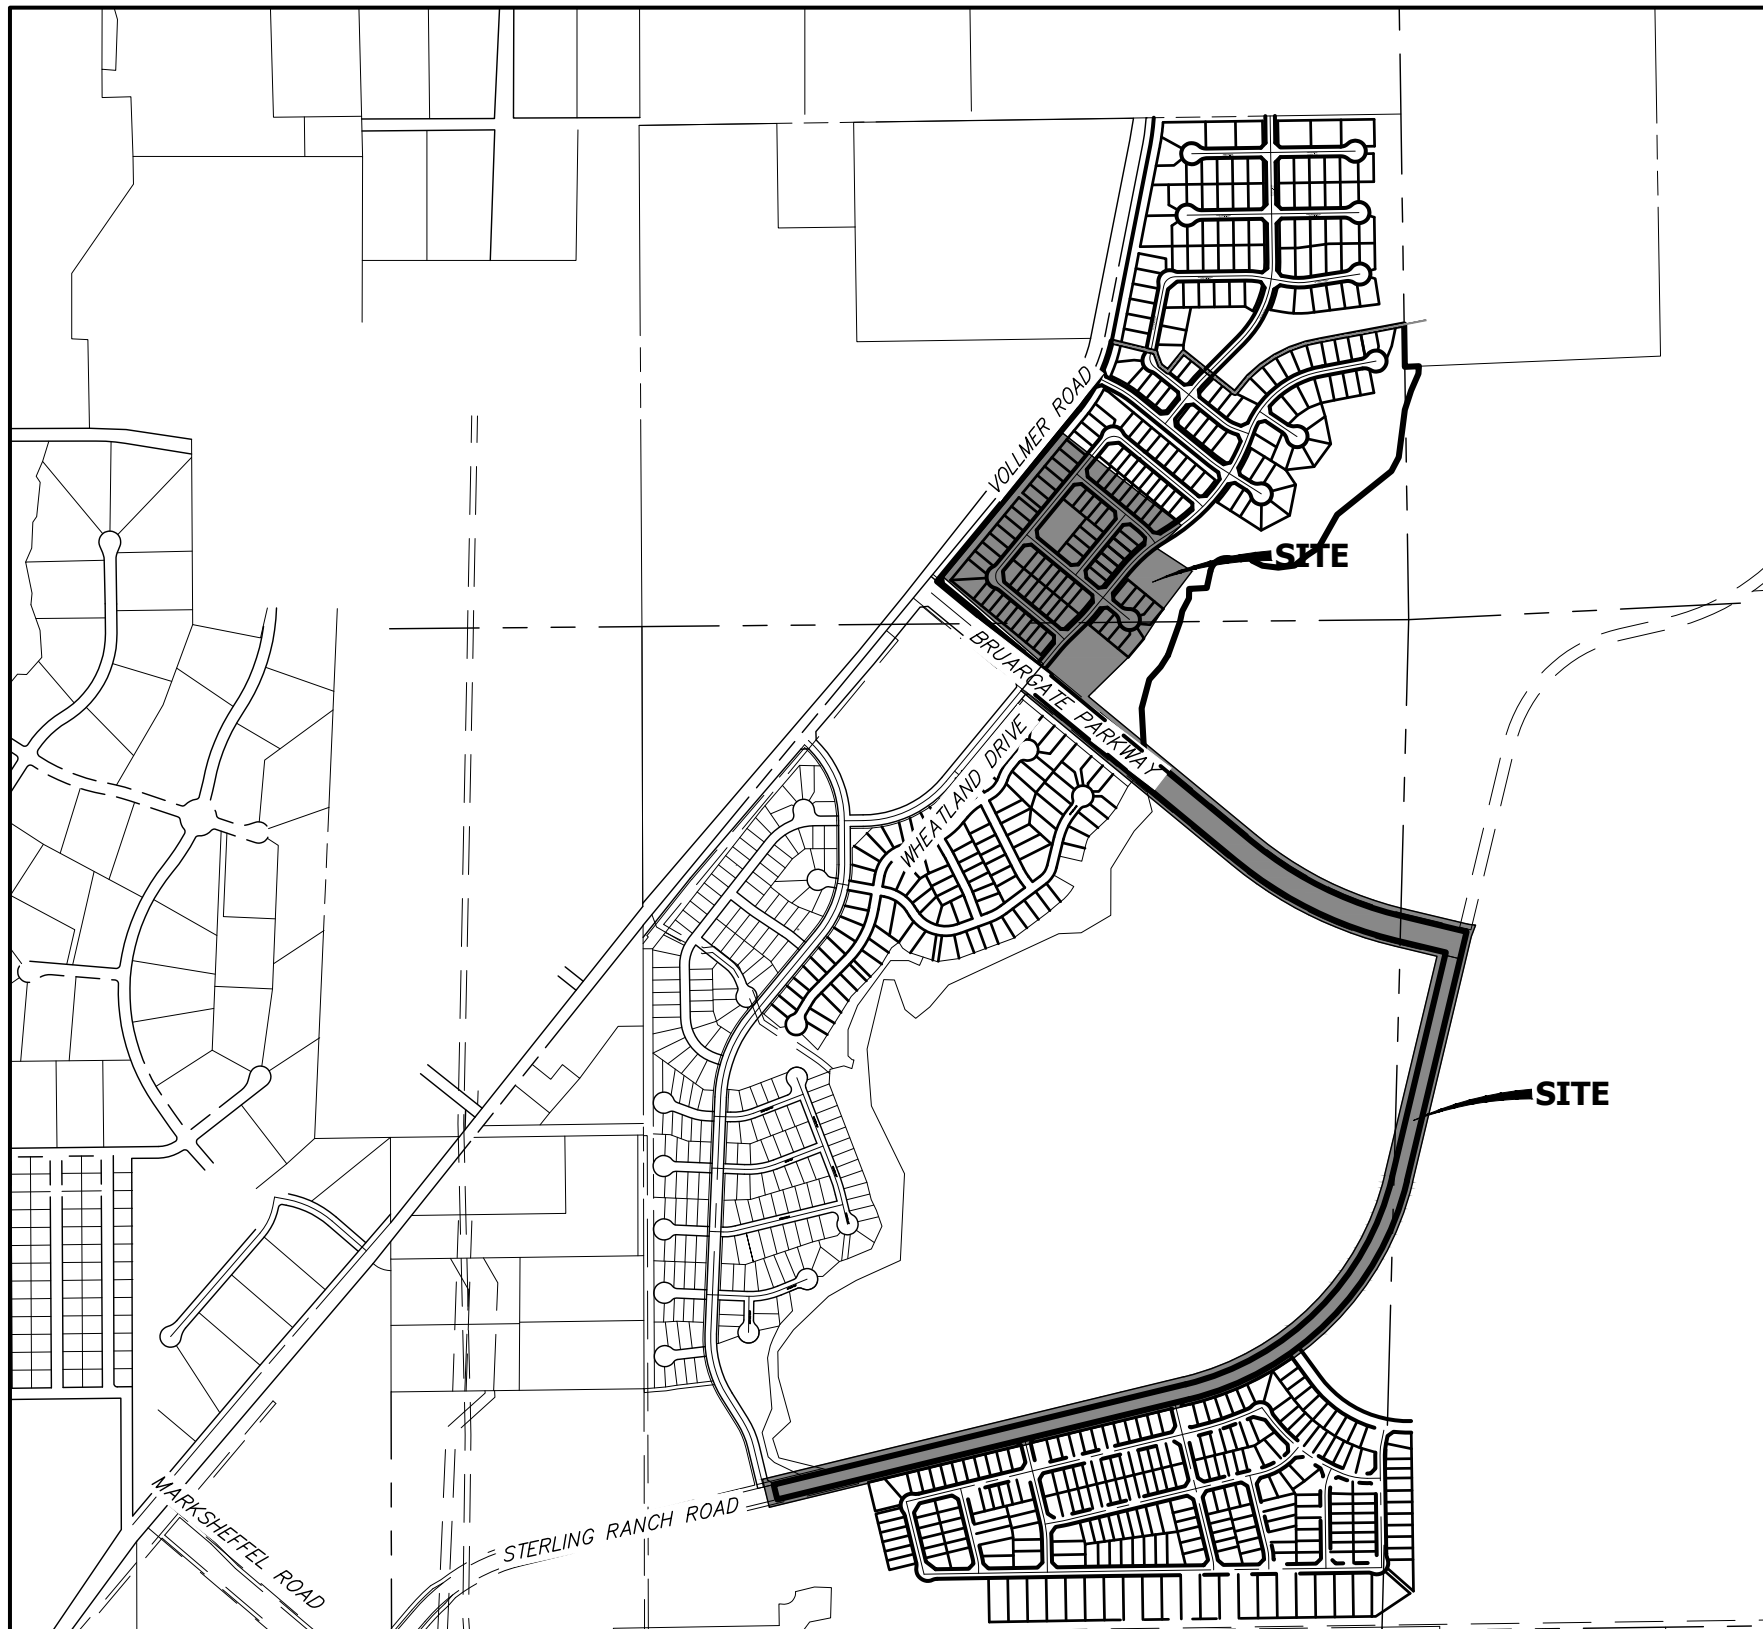 VOLLMER ROAD
SITE
BRUARGATE PARKWAY
WHEATLAND DRIVE
SITE
STERLING RANCH ROAD
MARKSHEFFEL ROAD